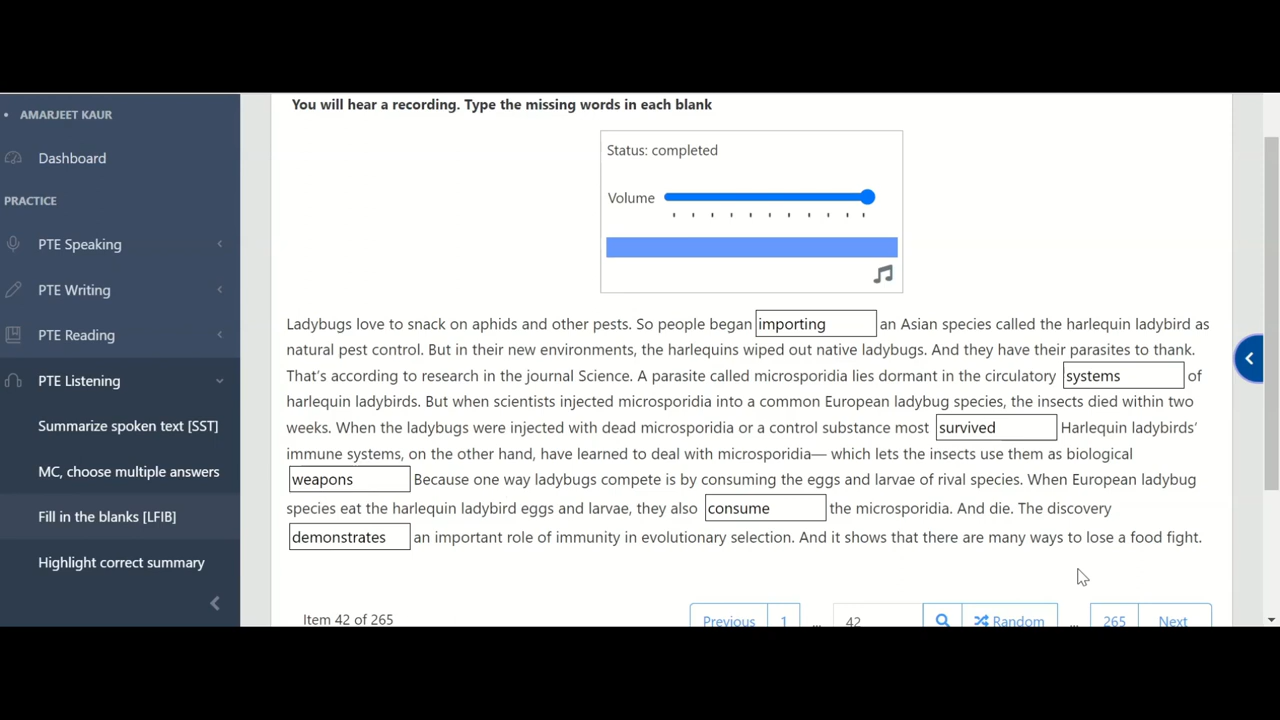 AMARJEET KAUR
Dashboard
PRACTICE
PTE Speaking
PTE Writing
PTE Reading
PTE Listening
Summarize spoken text [SST]
MC, choose multiple answers
Fill in the blanks [LFIB]
Highlight correct summary
You will hear a recording. Type the missing words in each blank
Status: completed
Volume
Ladybugs love to snack on aphids and other pests. So people began importing an Asian species called the harlequin ladybird as
natural pest control. But in their new environments, the harlequins wiped out native ladybugs. And they have their parasites to thank.
That's according to research in the journal Science. A parasite called microsporidia lies dormant in the circulatory systems of
harlequin ladybirds. But when scientists injected microsporidia into a common European ladybug species, the insects died within two
weeks. When the ladybugs were injected with dead microsporidia or a control substance most survived Harlequin ladybirds'
immune systems, on the other hand, have learned to deal with microsporidia— which lets the insects use them as biological
weapons Because one way ladybugs compete is by consuming the eggs and larvae of rival species. When European ladybug
species eat the harlequin ladybird eggs and larvae, they also consume the microsporidia. And die. The discovery
demonstrates an important role of immunity in evolutionary selection. And it shows that there are many ways to lose a food fight.
Item 42 of 265
Previous 1 ... 42 Random ... 265 Next